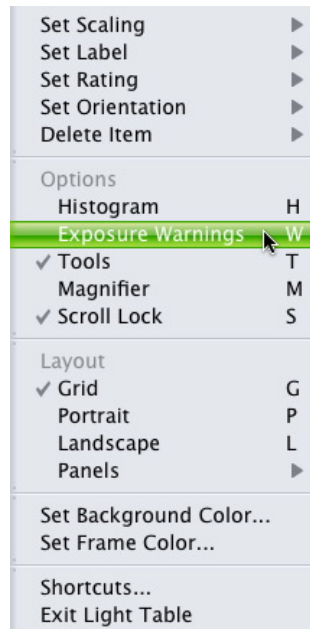 Set Scaling
Set Label
Set Rating
Set Orientation
Delete Item
Options
Histogram H
Exposure Warnings W
Tools T
Magnifier M
Scroll Lock S
Layout
Grid G
Portrait P
Landscape L
Panels
Set Background Color...
Set Frame Color...
Shortcuts...
Exit Light Table